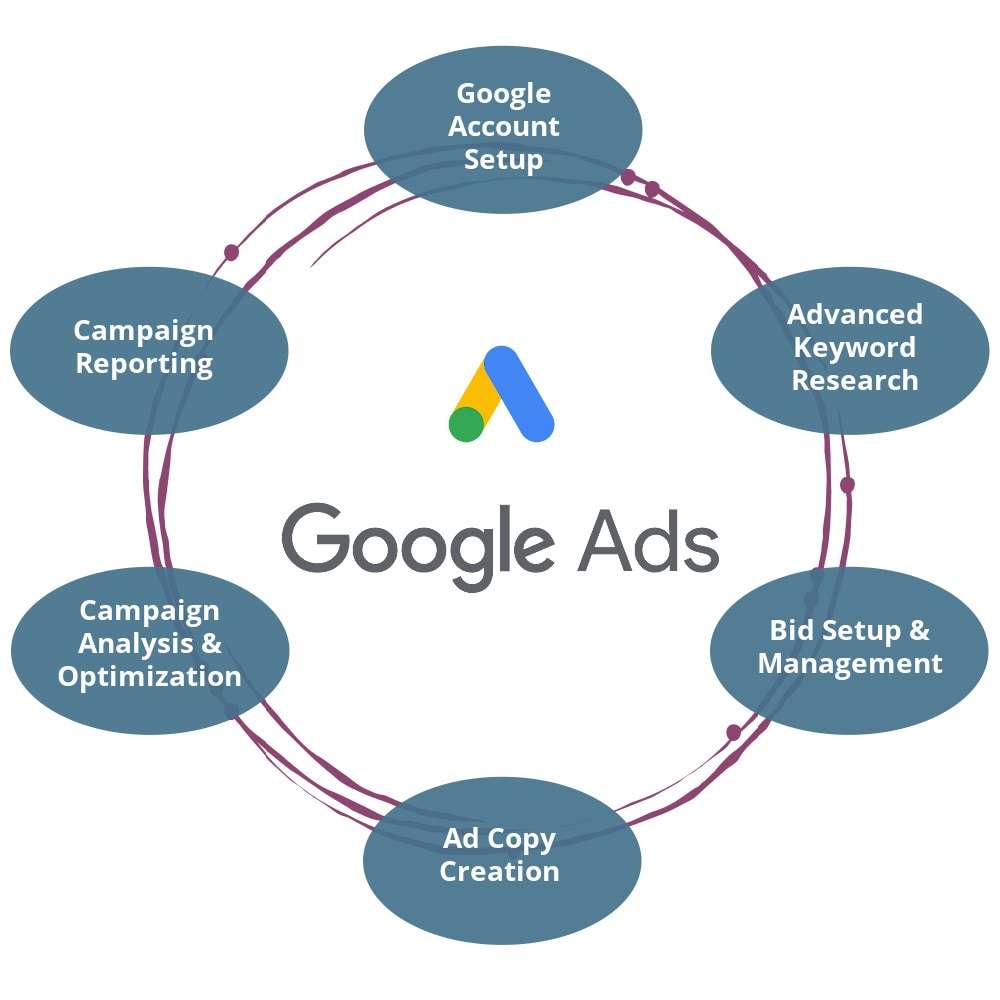 Google
Account
Setup
Advanced
Keyword
Research
Bid Setup &
Management
Ad Copy
Creation
Campaign
Analysis &
Optimization
Campaign
Reporting
Google Ads